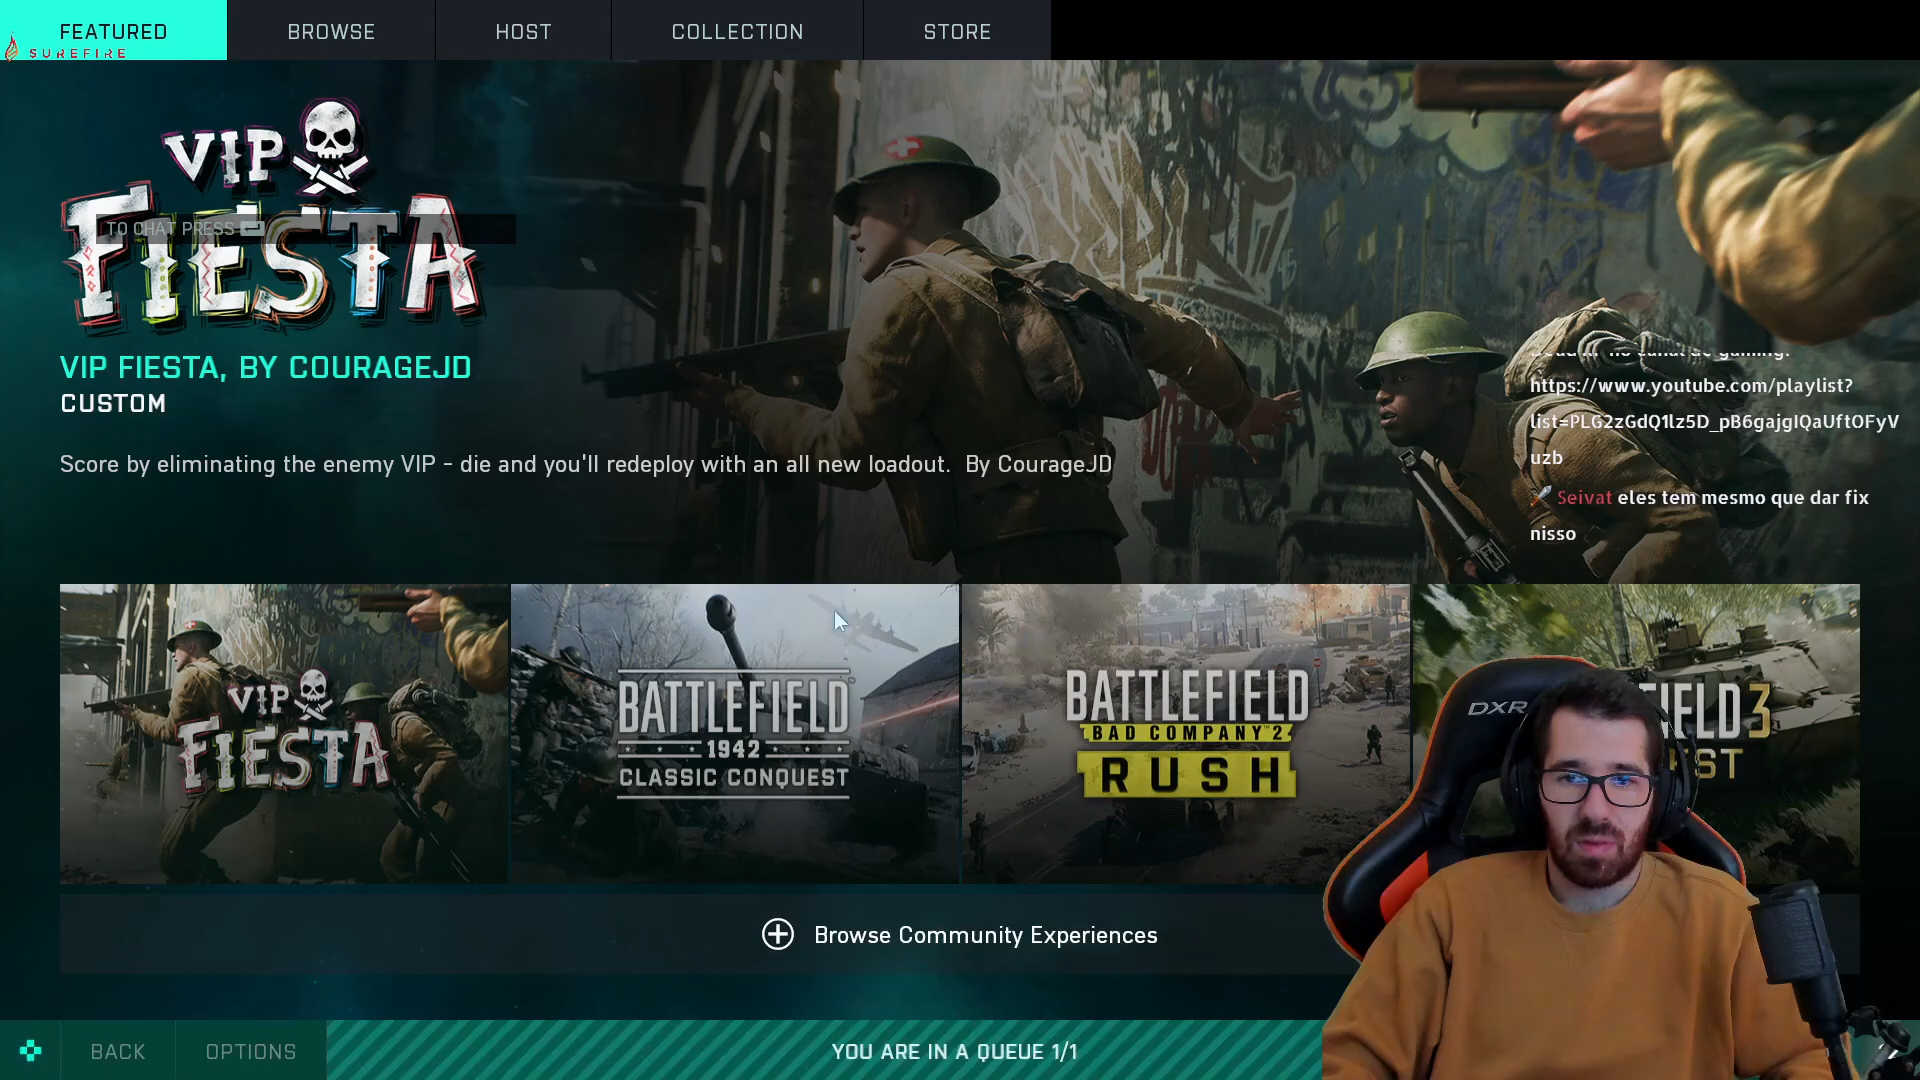 FEATURED
BROWSE
HOST
COLLECTION
STORE
SUREFIRE
VIP
FIESTA
TO CHAT PRESS
VIP FIESTA, BY COURAGEJD
CUSTOM
Score by eliminating the enemy VIP - die and you'll redeploy with an all new loadout. By CourageJD
https://www.youtube.com/playlist?
list=PLG2zGdQ1lz5D_pB6gajgIQaUftOFyV
uzb
Seivat eles tem mesmo que dar fix
nisso
VIP
FIESTA
BATTLEFIELD
1942
CLASSIC CONQUEST
BATTLEFIELD
BAD COMPANY 2
RUSH
3
DXR
Browse Community Experiences
BACK
OPTIONS
YOU ARE IN A QUEUE 1/1